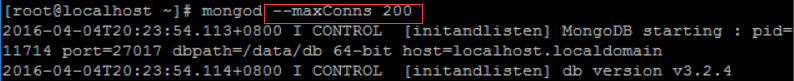 [root@localhost ~]# mongod --maxConns 200
2016-04-04T20:23:54.113+0800 I CONTROL  [initandlisten] MongoDB starting : pid=
11714 port=27017 dbpath=/data/db 64-bit host=localhost.localdomain
2016-04-04T20:23:54.114+0800 I CONTROL  [initandlisten] db version v3.2.4